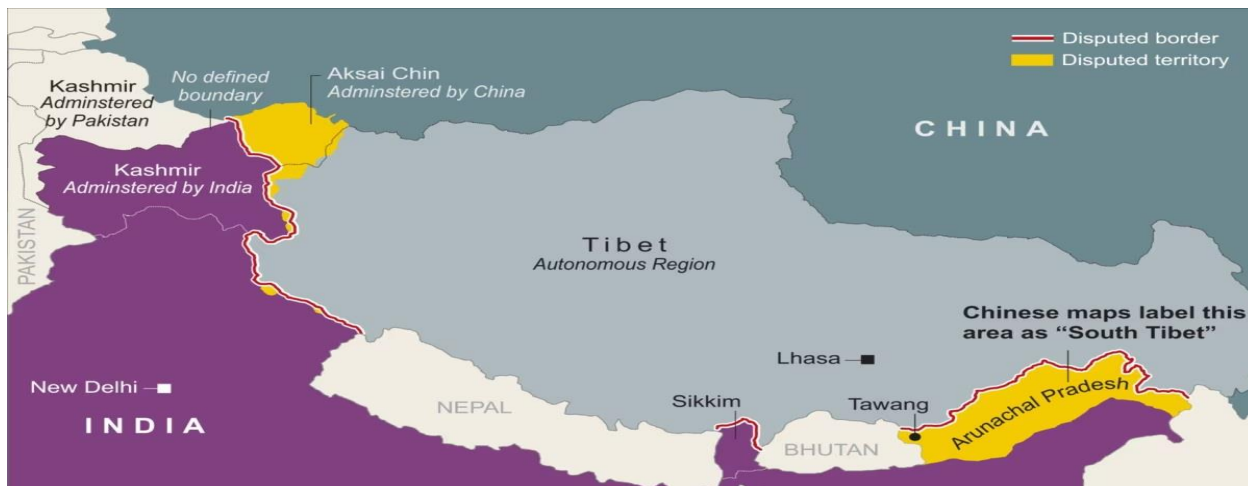 Disputed border
Disputed territory
Kashmir
Adminstered
by Pakistan
No defined
boundary
Aksai Chin
Adminstered by China
CHINA
Kashmir
Adminstered by India
PAKISTAN
Tibet
Autonomous Region
Chinese maps label this
area as “South Tibet”
Lhasa
New Delhi
INDIA
NEPAL
Sikkim
BHUTAN
Tawang
Arunachal Pradesh